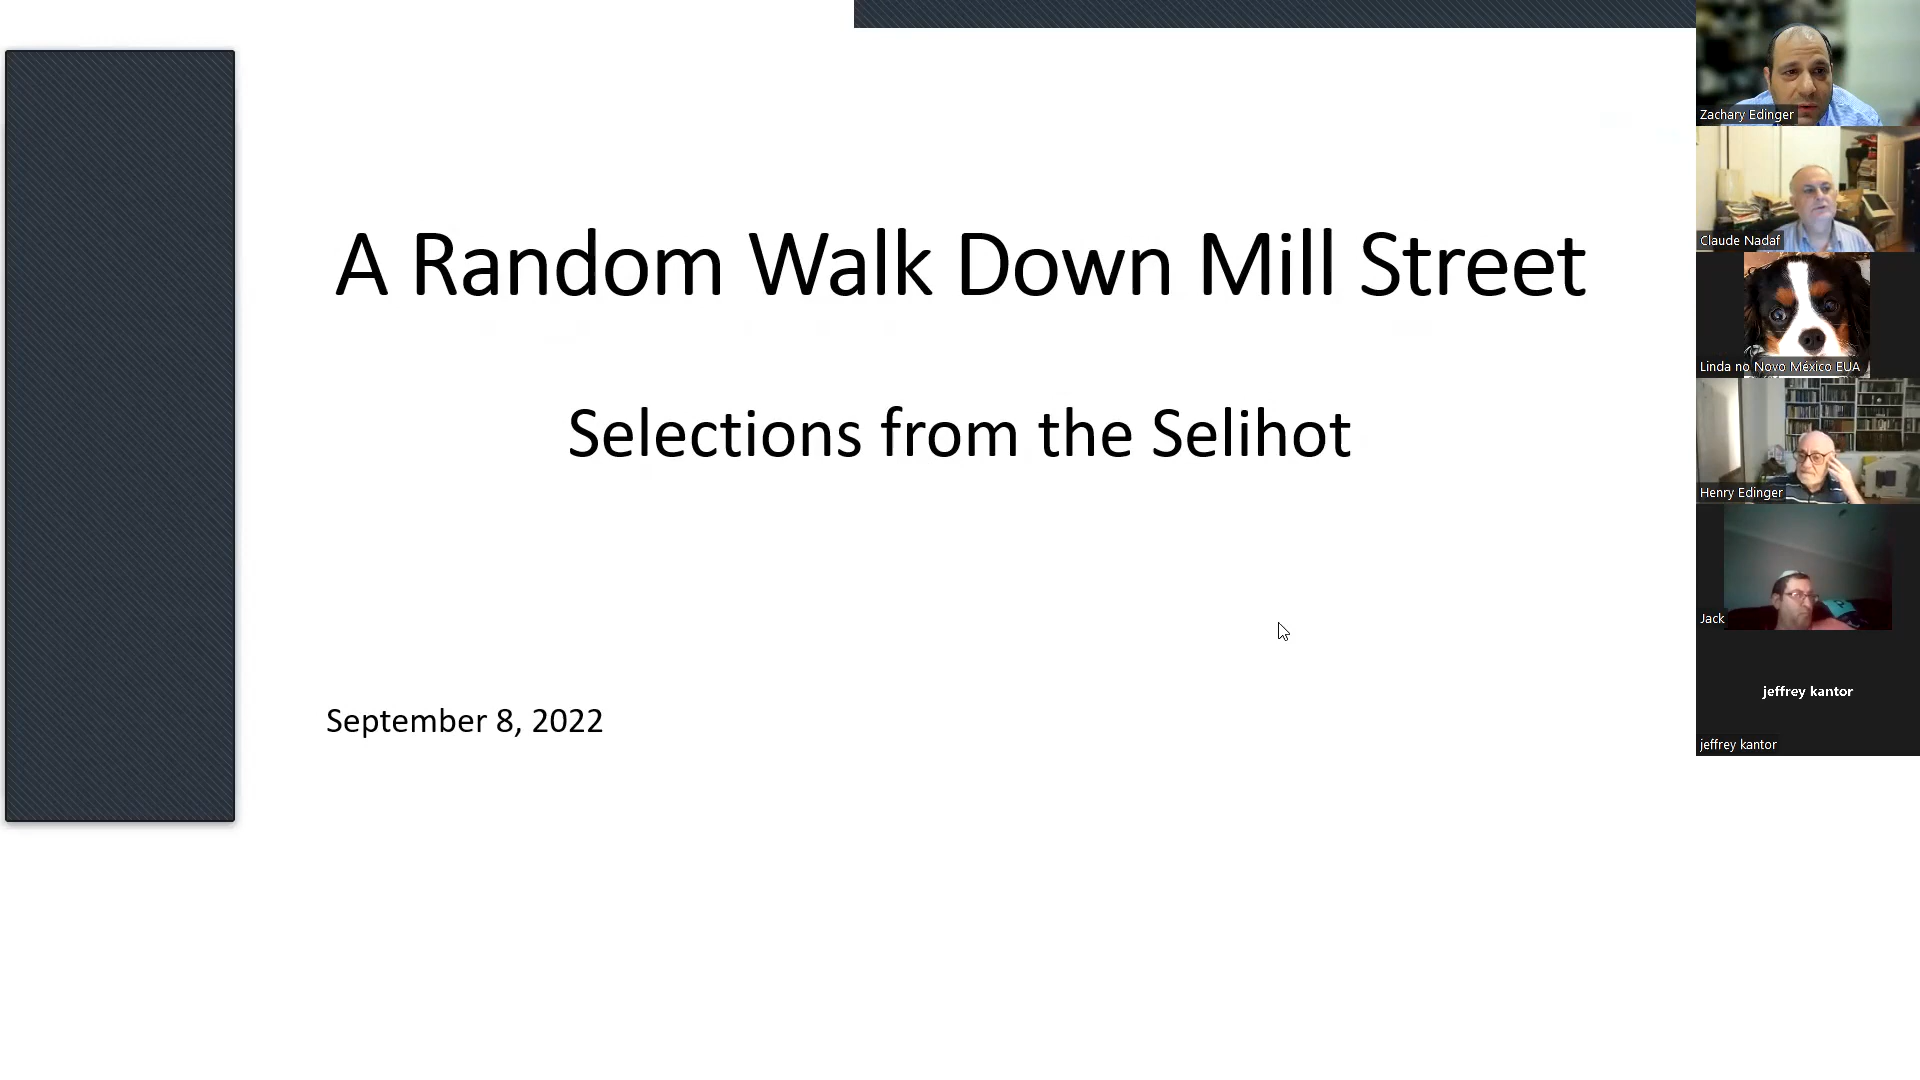 A Random Walk Down Mill Street
Selections from the Selihot
September 8, 2022
Zachary Edinger
Claude Nadaf
Linda no Novo México EUA
Henry Edinger
Jack
jeffrey kantor
jeffrey kantor